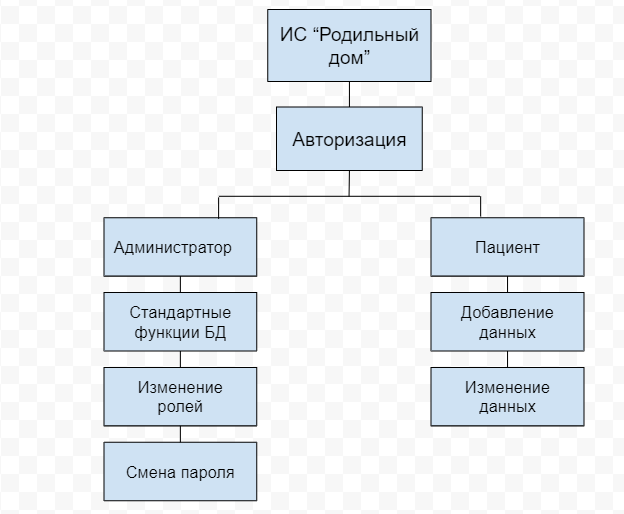 ИС “Родильный
дом”
Авторизация
Администратор
Стандартные
функции БД
Изменение
ролей
Смена пароля
Пациент
Добавление
данных
Изменение
данных